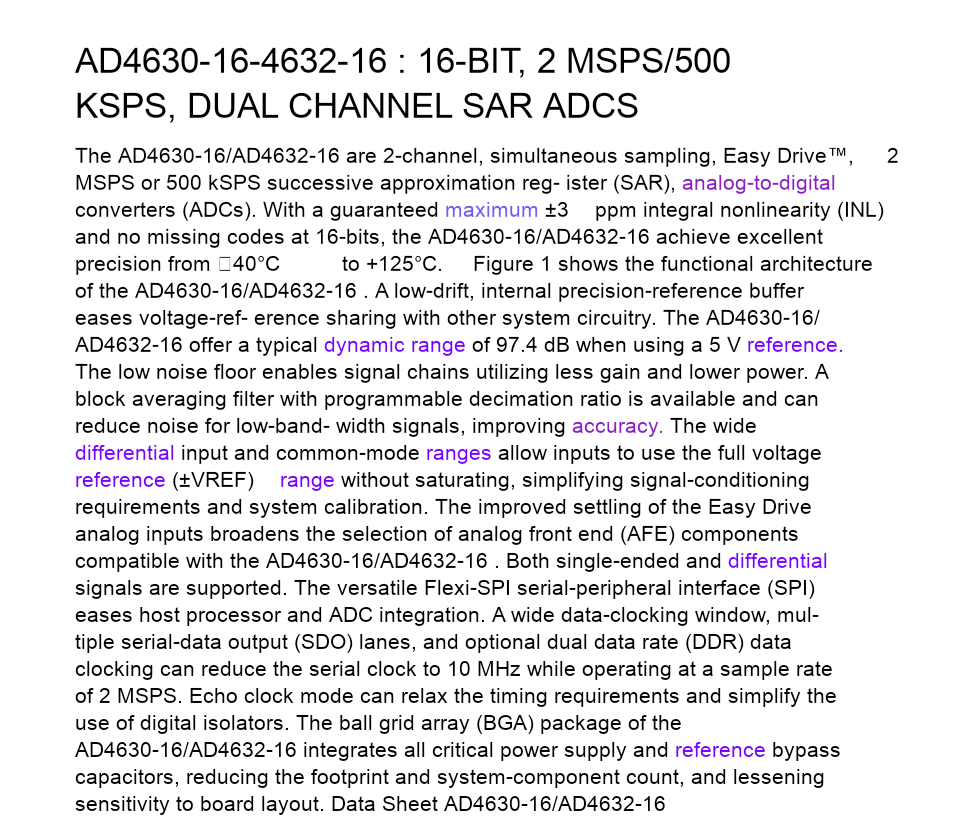 AD4630-16-4632-16 : 16-BIT, 2 MSPS/500
KSPS, DUAL CHANNEL SAR ADCS
The AD4630-16/AD4632-16 are 2-channel, simultaneous sampling, Easy Drive™, 2
MSPS or 500 kSPS successive approximation reg- ister (SAR), analog-to-digital
converters (ADCs). With a guaranteed maximum ±3 ppm integral nonlinearity (INL)
and no missing codes at 16-bits, the AD4630-16/AD4632-16 achieve excellent
precision from □40°C to +125°C. Figure 1 shows the functional architecture
of the AD4630-16/AD4632-16 . A low-drift, internal precision-reference buffer
eases voltage-ref- erence sharing with other system circuitry. The AD4630-16/
AD4632-16 offer a typical dynamic range of 97.4 dB when using a 5 V reference.
The low noise floor enables signal chains utilizing less gain and lower power. A
block averaging filter with programmable decimation ratio is available and can
reduce noise for low-band- width signals, improving accuracy. The wide
differential input and common-mode ranges allow inputs to use the full voltage
reference (±VREF) range without saturating, simplifying signal-conditioning
requirements and system calibration. The improved settling of the Easy Drive
analog inputs broadens the selection of analog front end (AFE) components
compatible with the AD4630-16/AD4632-16 . Both single-ended and differential
signals are supported. The versatile Flexi-SPI serial-peripheral interface (SPI)
eases host processor and ADC integration. A wide data-clocking window, mul-
tiple serial-data output (SDO) lanes, and optional dual data rate (DDR) data
clocking can reduce the serial clock to 10 MHz while operating at a sample rate
of 2 MSPS. Echo clock mode can relax the timing requirements and simplify the
use of digital isolators. The ball grid array (BGA) package of the
AD4630-16/AD4632-16 integrates all critical power supply and reference bypass
capacitors, reducing the footprint and system-component count, and lessening
sensitivity to board layout. Data Sheet AD4630-16/AD4632-16